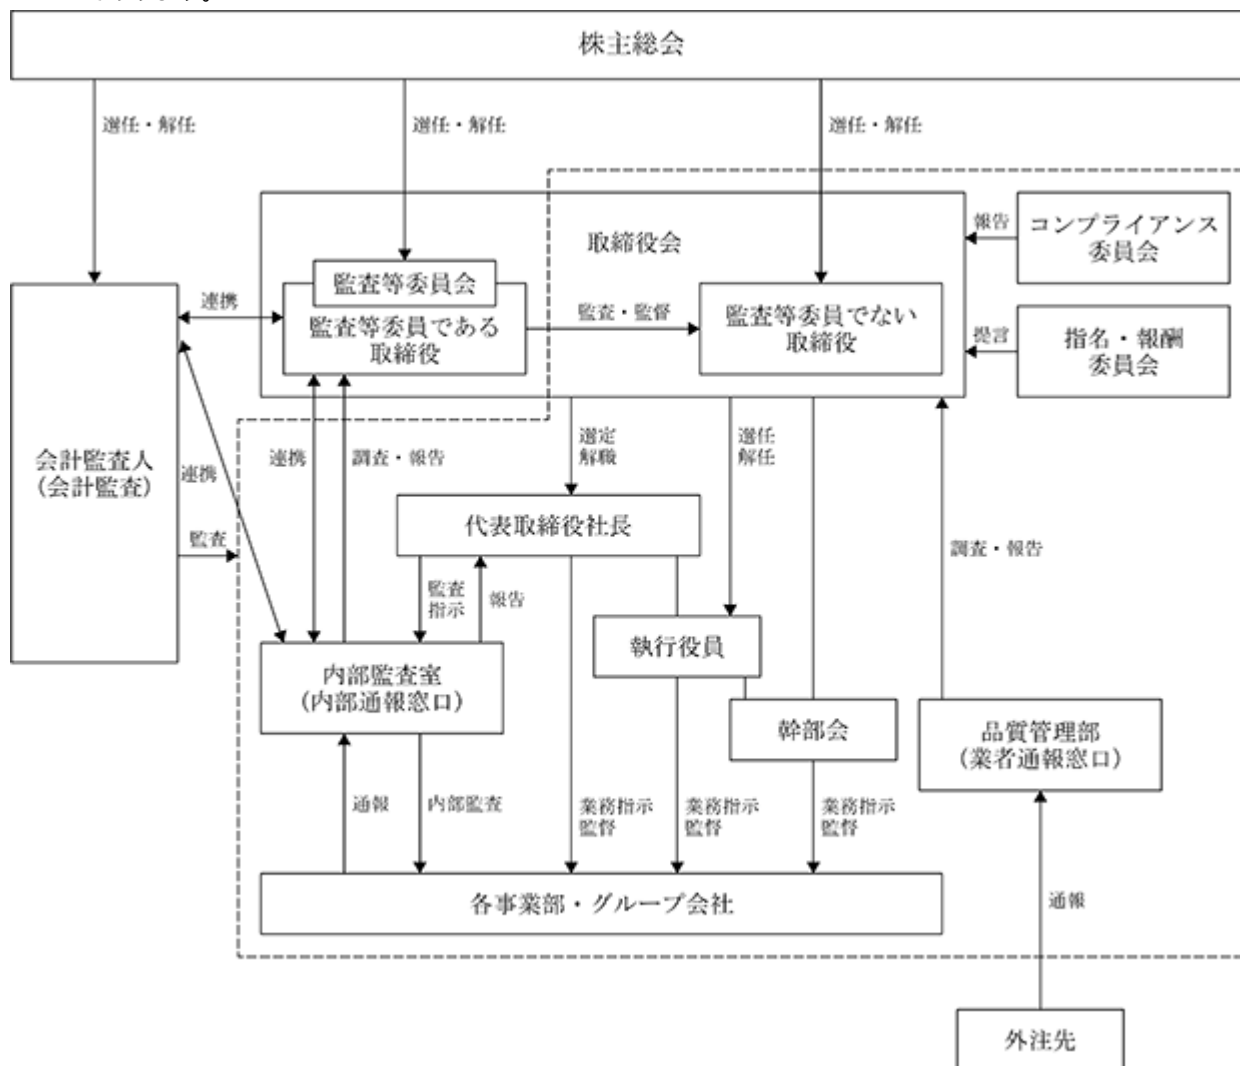 株主総会
選任・解任
選任・解任
選任・解任
取締役会
報告
コンプライアンス
委員会
監査等委員会
監査等委員である
取締役
連携
監査・監督
監査等委員でない
取締役
提言
指名・報酬
委員会
会計監査人
(会計監査)
連携
連携
調査・報告
選定
解職
選任
解任
監査
代表取締役社長
調査・報告
監査
指示
報告
執行役員
内部監査室
(内部通報窓口)
幹部会
品質管理部
(業者通報窓口)
通報
内部監査
業務指示
監督
業務指示
監督
業務指示
監督
各事業部・グループ会社
通報
外注先